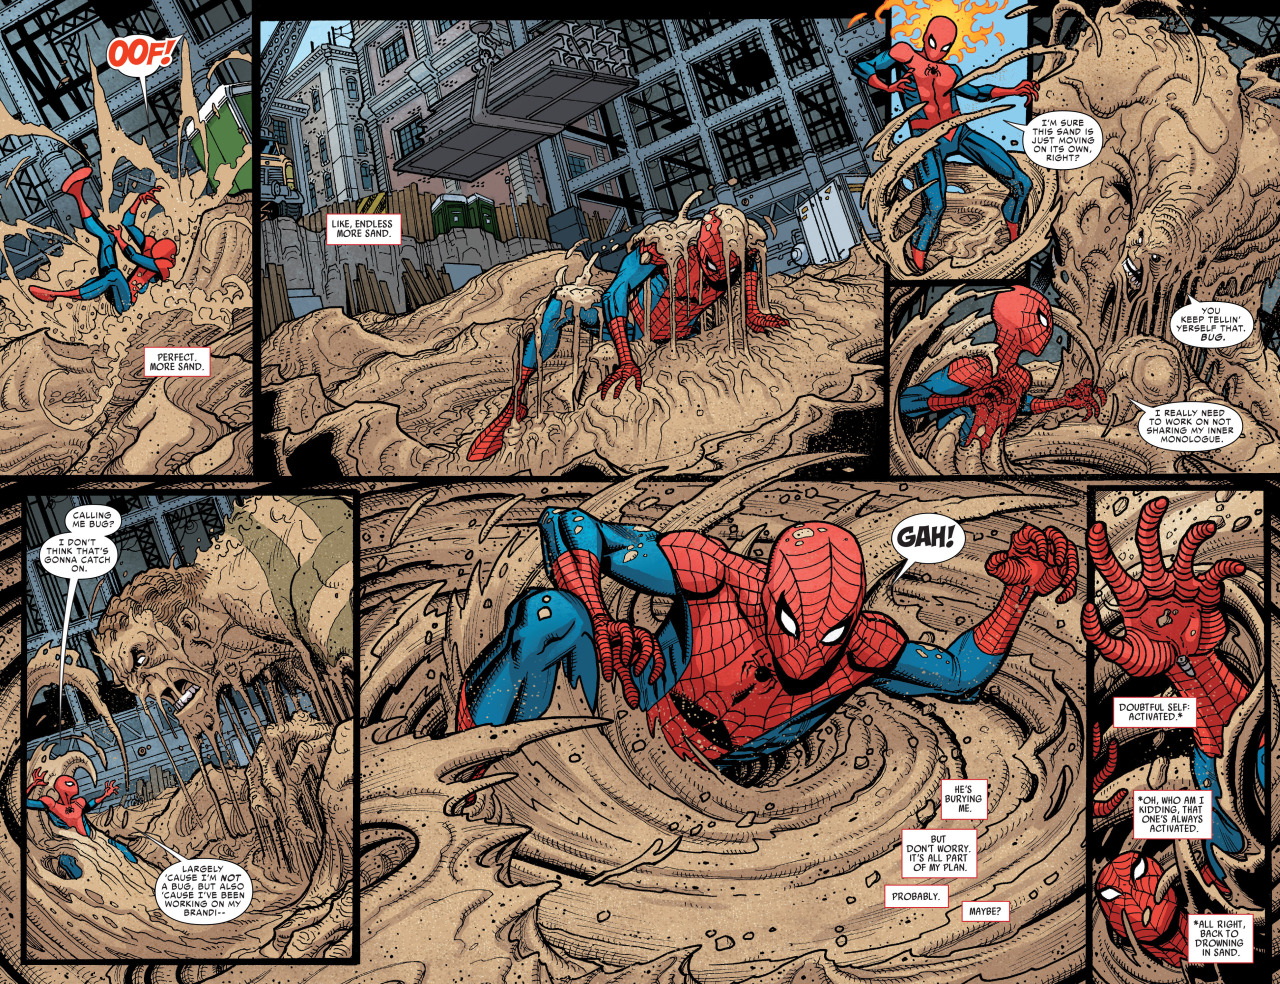 OOF!
PERFECT.
MORE SAND.
LIKE, ENDLESS
MORE SAND.
I'M SURE
THIS SAND IS
JUST MOVING
ON ITS OWN,
RIGHT?
YOU
KEEP TELLIN'
YERSELF THAT.
BUG.
I REALLY NEED
TO WORK ON NOT
SHARING MY INNER
MONOLOGUE.
CALLING
ME BUG?
I DON'T
THINK THAT'S
GONNA CATCH
ON.
LARGELY
'CAUSE I'M NOT
A BUG, BUT ALSO
'CAUSE I'VE BEEN
WORKING ON MY
BRANDI--
GAH!
HE'S
BURYING
ME.
BUT
DON'T WORRY.
IT'S ALL PART
OF MY PLAN.
PROBABLY.
MAYBE?
DOUBTFUL SELF:
ACTIVATED.*
*OH, WHO AM I
KIDDING, THAT
ONE'S ALWAYS
ACTIVATED.
*ALL RIGHT,
BACK TO
DROWNING
IN SAND.